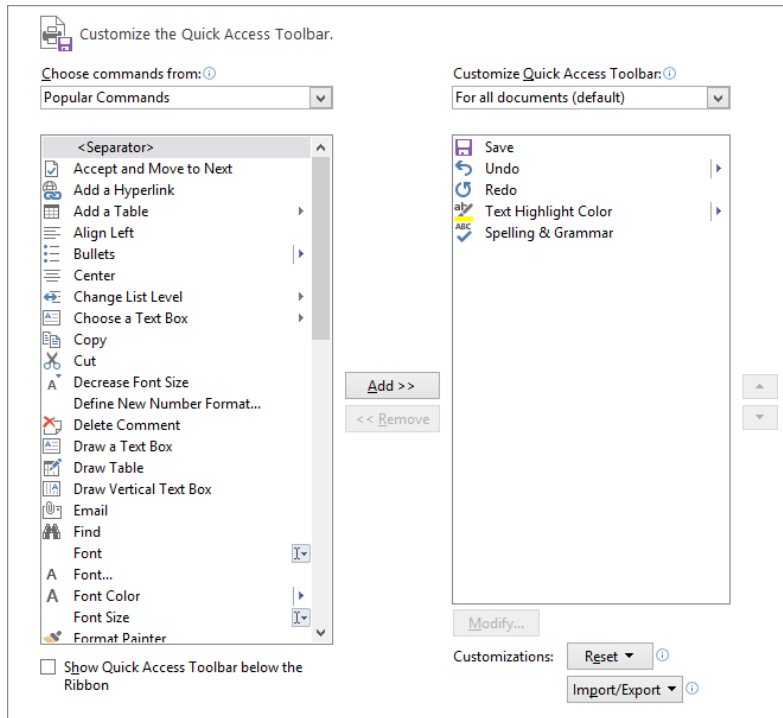 Customize the Quick Access Toolbar.
Choose commands from:
Popular Commands
<Separator>
Accept and Move to Next
Add a Hyperlink
Add a Table
Align Left
Bullets
Center
Change List Level
Choose a Text Box
Copy
Cut
Decrease Font Size
Define New Number Format...
Delete Comment
Draw a Text Box
Draw Table
Draw Vertical Text Box
Email
Find
Font
Font...
Font Color
Font Size
Format Painter
Show Quick Access Toolbar below the
Ribbon
Add >>
<< Remove
Customize Quick Access Toolbar:
For all documents (default)
Save
Undo
Redo
Text Highlight Color
Spelling & Grammar
Modify...
Customizations:
Reset
Import/Export